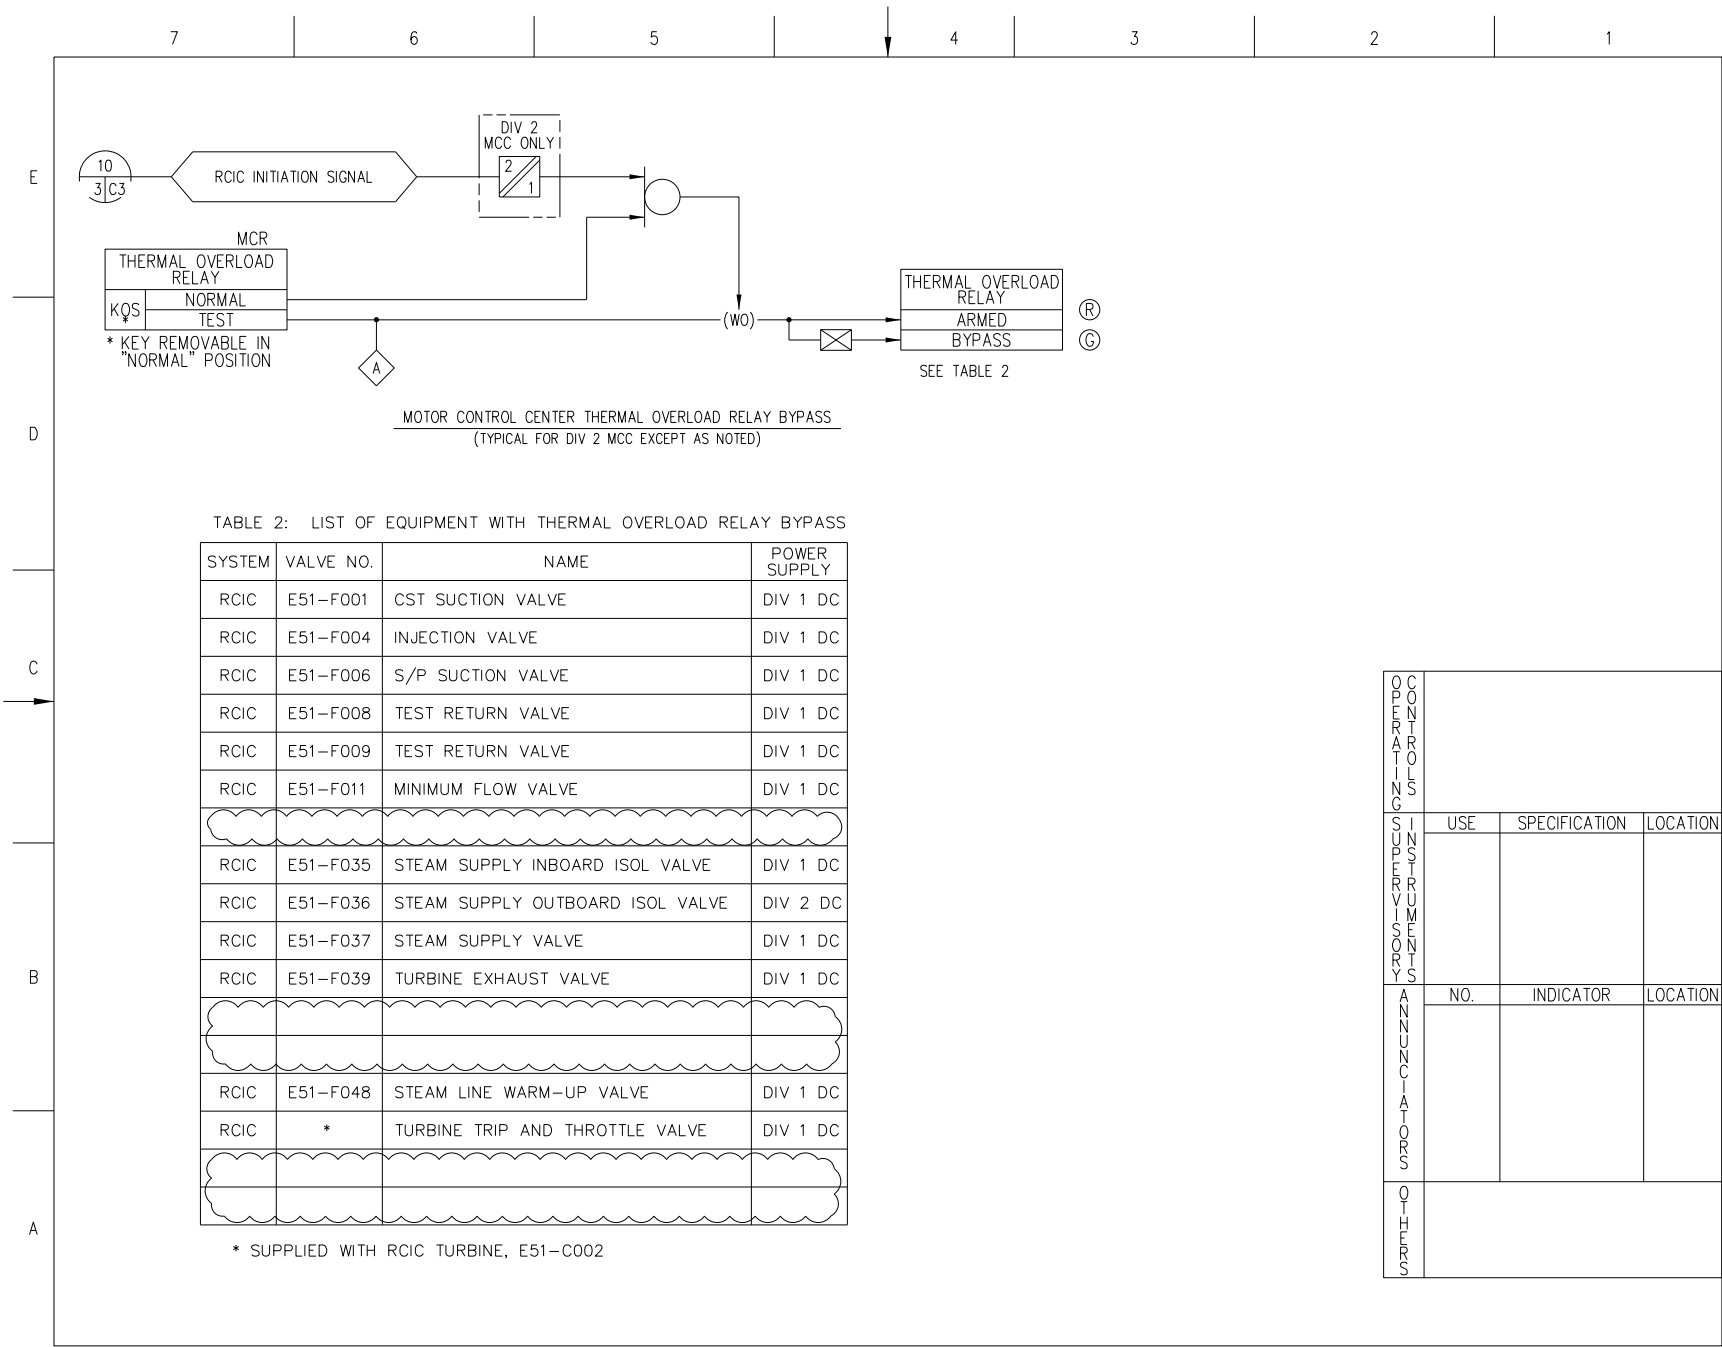 7 6 5 4 3 2 1
E
D
C
B
A
10
3 C3
RCIC INITIATION SIGNAL
DIV 2
MCC ONLY
2
1
MCR
THERMAL OVERLOAD
RELAY
KOS
*
NORMAL
TEST
* KEY REMOVABLE IN
"NORMAL" POSITION
A
(WO)
THERMAL OVERLOAD
RELAY
ARMED
BYPASS
R
G
SEE TABLE 2
MOTOR CONTROL CENTER THERMAL OVERLOAD RELAY BYPASS
(TYPICAL FOR DIV 2 MCC EXCEPT AS NOTED)
TABLE 2: LIST OF EQUIPMENT WITH THERMAL OVERLOAD RELAY BYPASS
SYSTEM VALVE NO. NAME POWER SUPPLY
RCIC E51-F001 CST SUCTION VALVE DIV 1 DC
RCIC E51-F004 INJECTION VALVE DIV 1 DC
RCIC E51-F006 S/P SUCTION VALVE DIV 1 DC
RCIC E51-F008 TEST RETURN VALVE DIV 1 DC
RCIC E51-F009 TEST RETURN VALVE DIV 1 DC
RCIC E51-F011 MINIMUM FLOW VALVE DIV 1 DC
RCIC E51-F035 STEAM SUPPLY INBOARD ISOL VALVE DIV 1 DC
RCIC E51-F036 STEAM SUPPLY OUTBOARD ISOL VALVE DIV 2 DC
RCIC E51-F037 STEAM SUPPLY VALVE DIV 1 DC
RCIC E51-F039 TURBINE EXHAUST VALVE DIV 1 DC
RCIC E51-F048 STEAM LINE WARM-UP VALVE DIV 1 DC
RCIC * TURBINE TRIP AND THROTTLE VALVE DIV 1 DC
* SUPPLIED WITH RCIC TURBINE, E51-C002
OPERATING
CONTROLS
SUPERVISORY
INSTRUMENTS
USE SPECIFICATION LOCATION
ANNUNCIATORS
NO. INDICATOR LOCATION
OTHERS